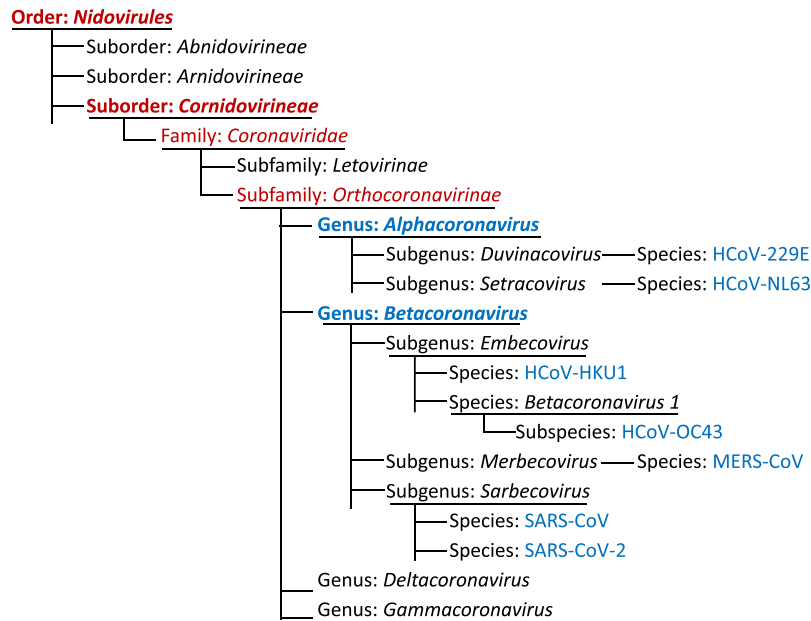 Order: Nidovirules
Suborder: Abnidovirineae
Suborder: Arnidovirineae
Suborder: Cornidovirineae
Family: Coronaviridae
Subfamily: Letovirinae
Subfamily: Orthocoronavirinae
Genus: Alphacoronavirus
Subgenus: Duvinacovirus Species: HCoV-229E
Subgenus: Setracovirus Species: HCoV-NL63
Genus: Betacoronavirus
Subgenus: Embecovirus
Species: HCoV-HKU1
Species: Betacoronavirus 1
Subspecies: HCoV-OC43
Subgenus: Merbecovirus Species: MERS-CoV
Subgenus: Sarbecovirus
Species: SARS-CoV
Species: SARS-CoV-2
Genus: Deltacoronavirus
Genus: Gammacoronavirus